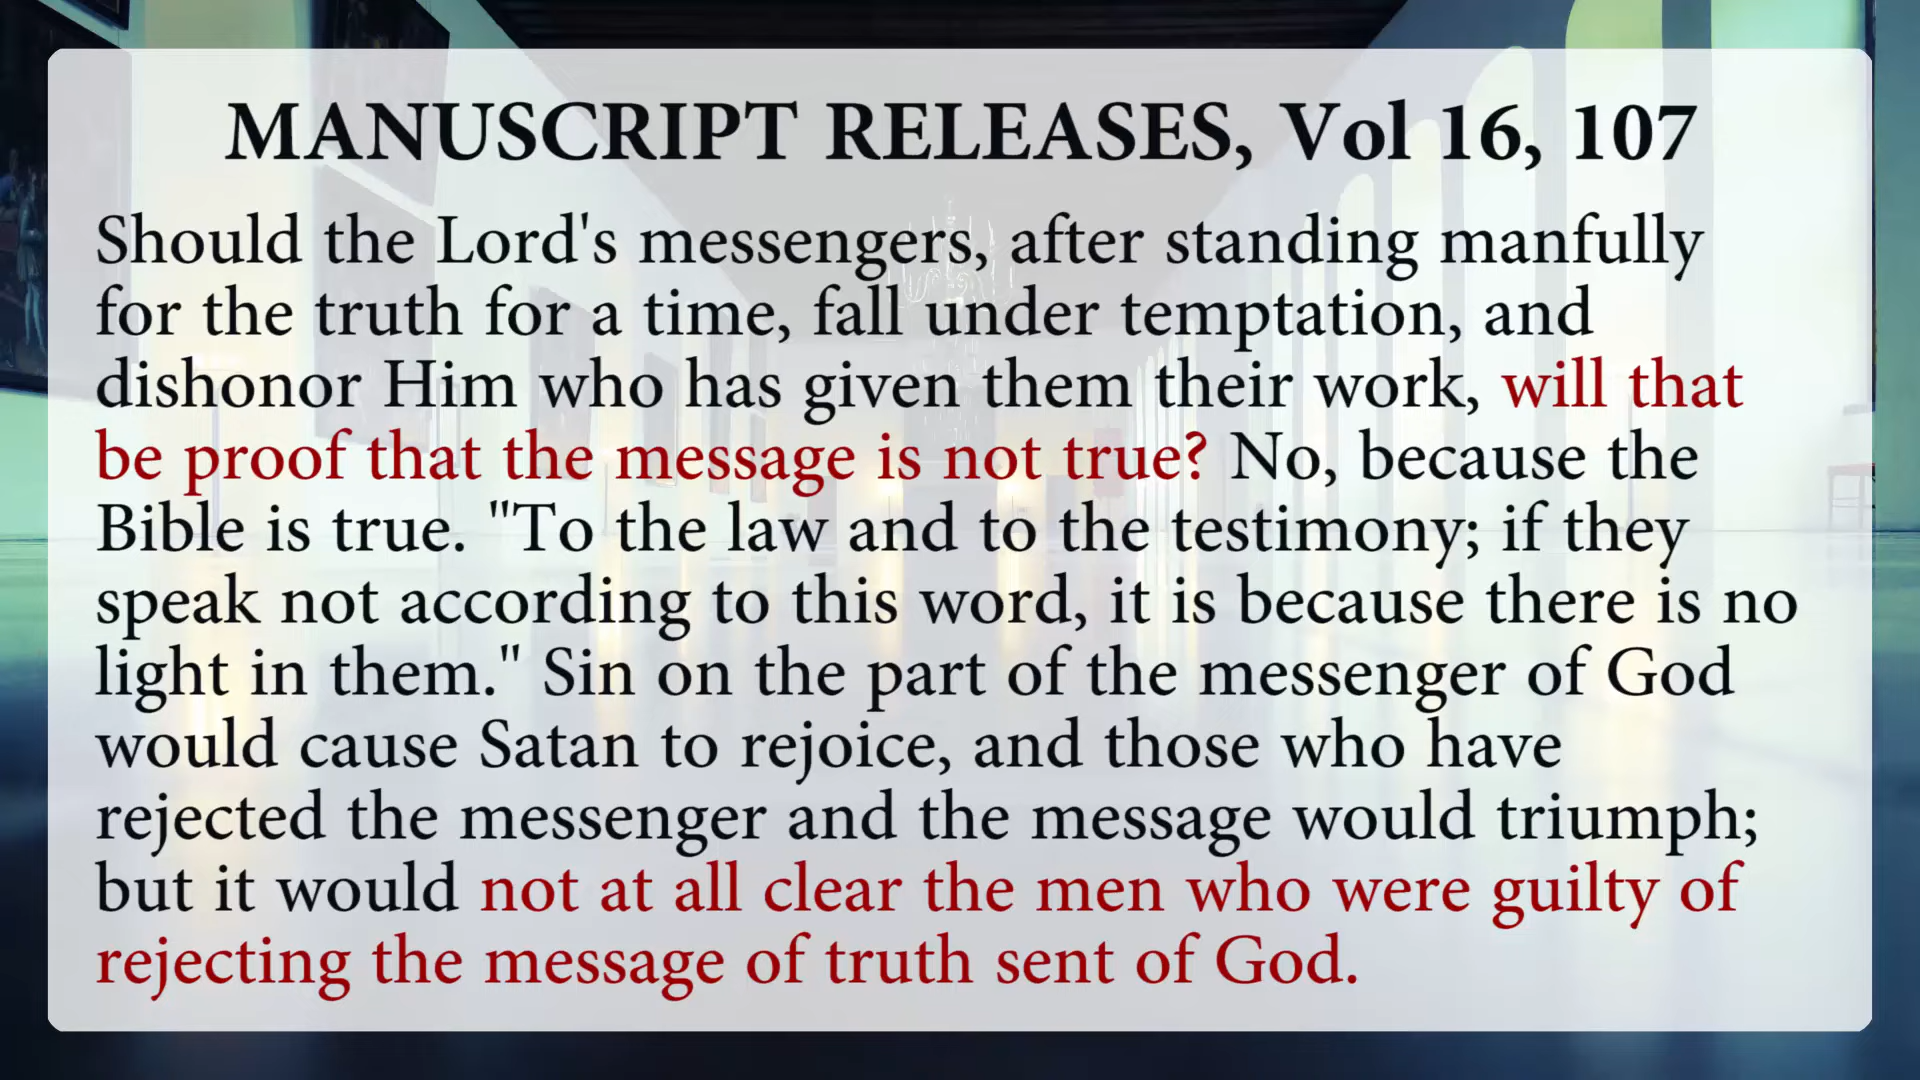 MANUSCRIPT RELEASES, Vol 16, 107
Should the Lord's messengers, after standing manfully
for the truth for a time, fall under temptation, and
dishonor Him who has given them their work, will that
be proof that the message is not true? No, because the
Bible is true. "To the law and to the testimony; if they
speak not according to this word, it is because there is no
light in them." Sin on the part of the messenger of God
would cause Satan to rejoice, and those who have
rejected the messenger and the message would triumph;
but it would not at all clear the men who were guilty of
rejecting the message of truth sent of God.